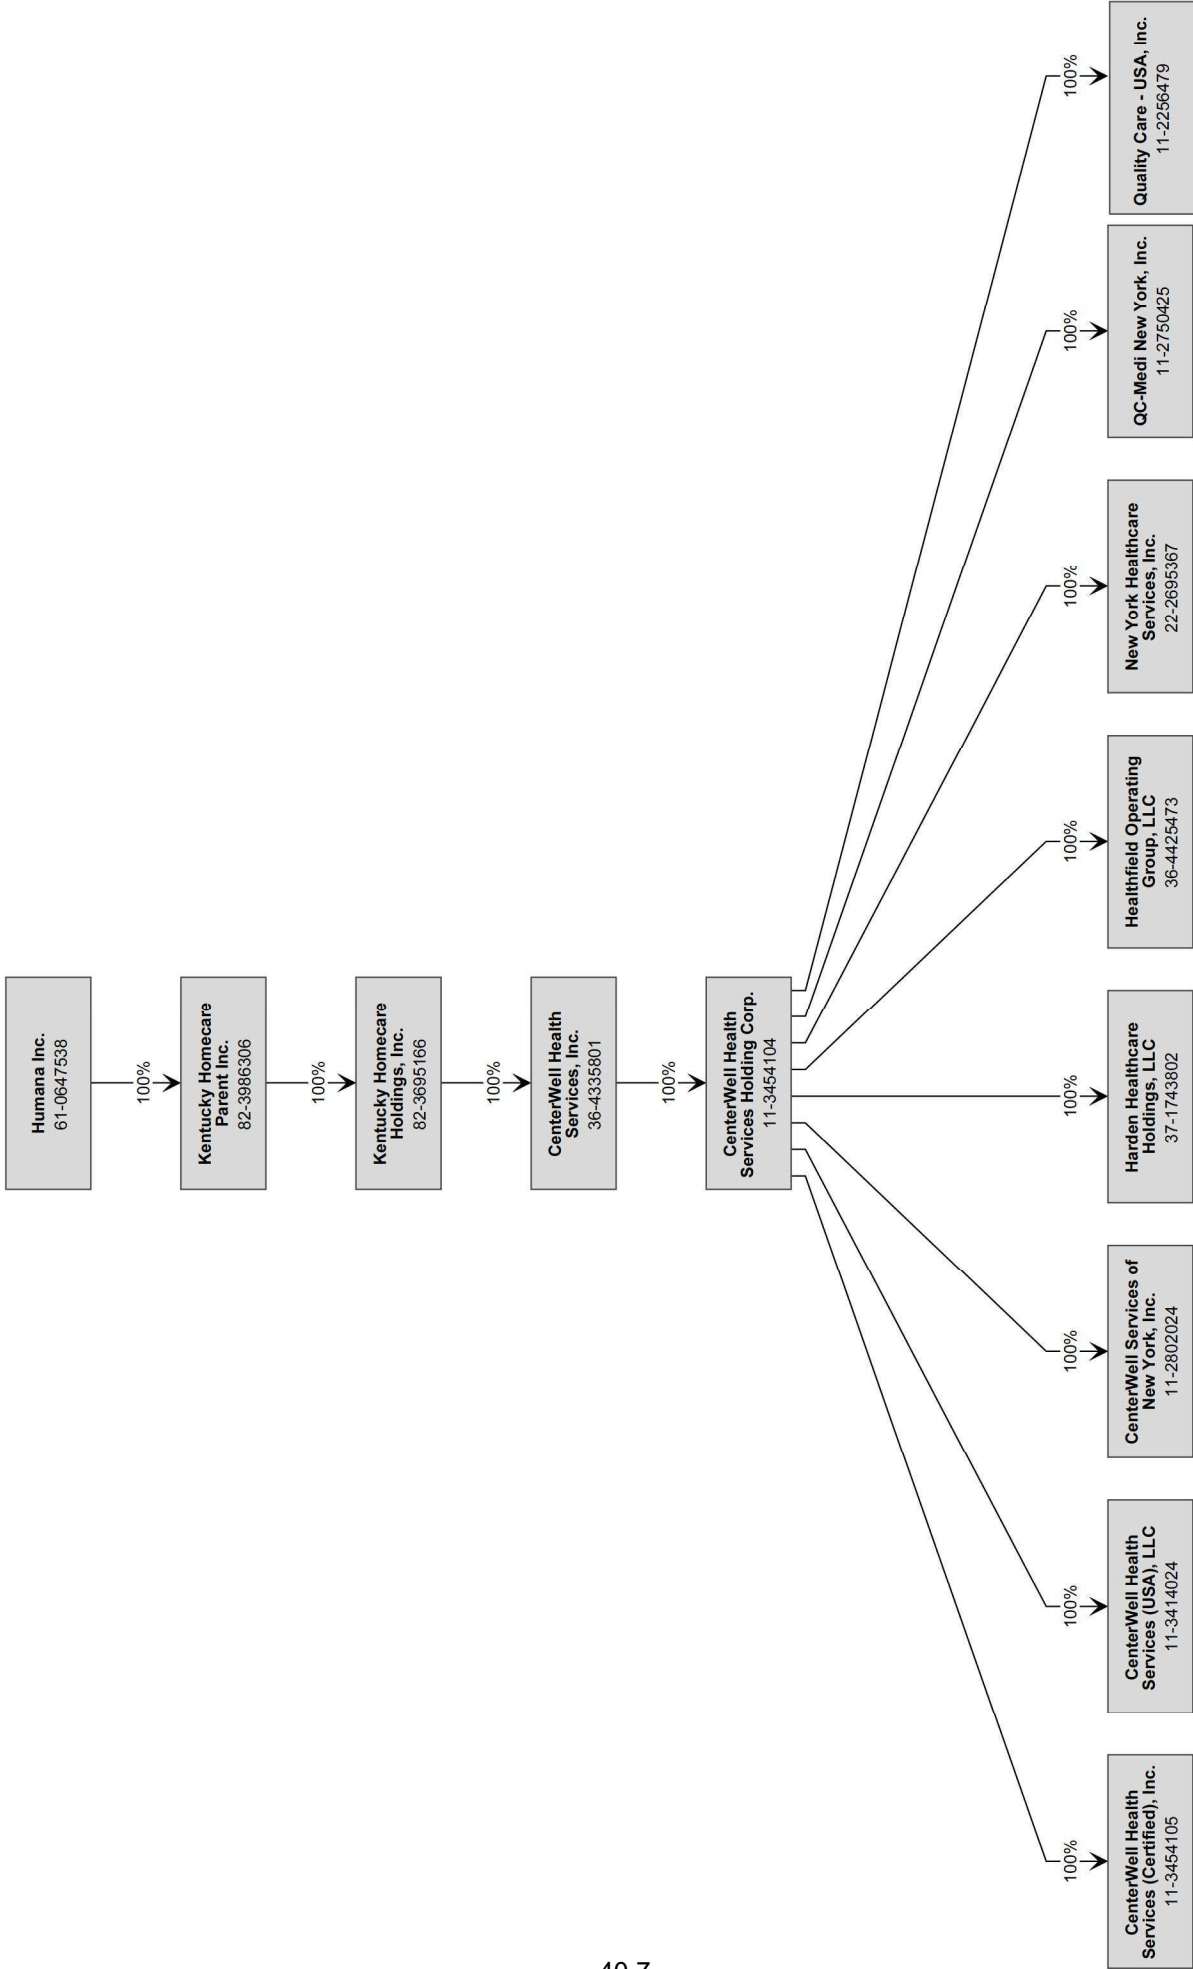 Humana Inc.
61-0647538
100%
Kentucky Homecare
Parent Inc.
82-3986306
100%
Kentucky Homecare
Holdings, Inc.
82-3695166
100%
CenterWell Health
Services, Inc.
36-4335801
100%
CenterWell Health
Services Holding Corp.
11-3454104
100%
CenterWell Health
Services (Certified), Inc.
11-3454105
100%
CenterWell Health
Services (USA), LLC
11-3414024
100%
CenterWell Services of
New York, Inc.
11-2802024
100%
Harden Healthcare
Holdings, LLC
37-1743802
100%
Healthfield Operating
Group, LLC
36-4425473
100%
New York Healthcare
Services, Inc.
22-2695367
100%
QC-Medi New York, Inc.
11-2750425
100%
Quality Care - USA, Inc.
11-2256479